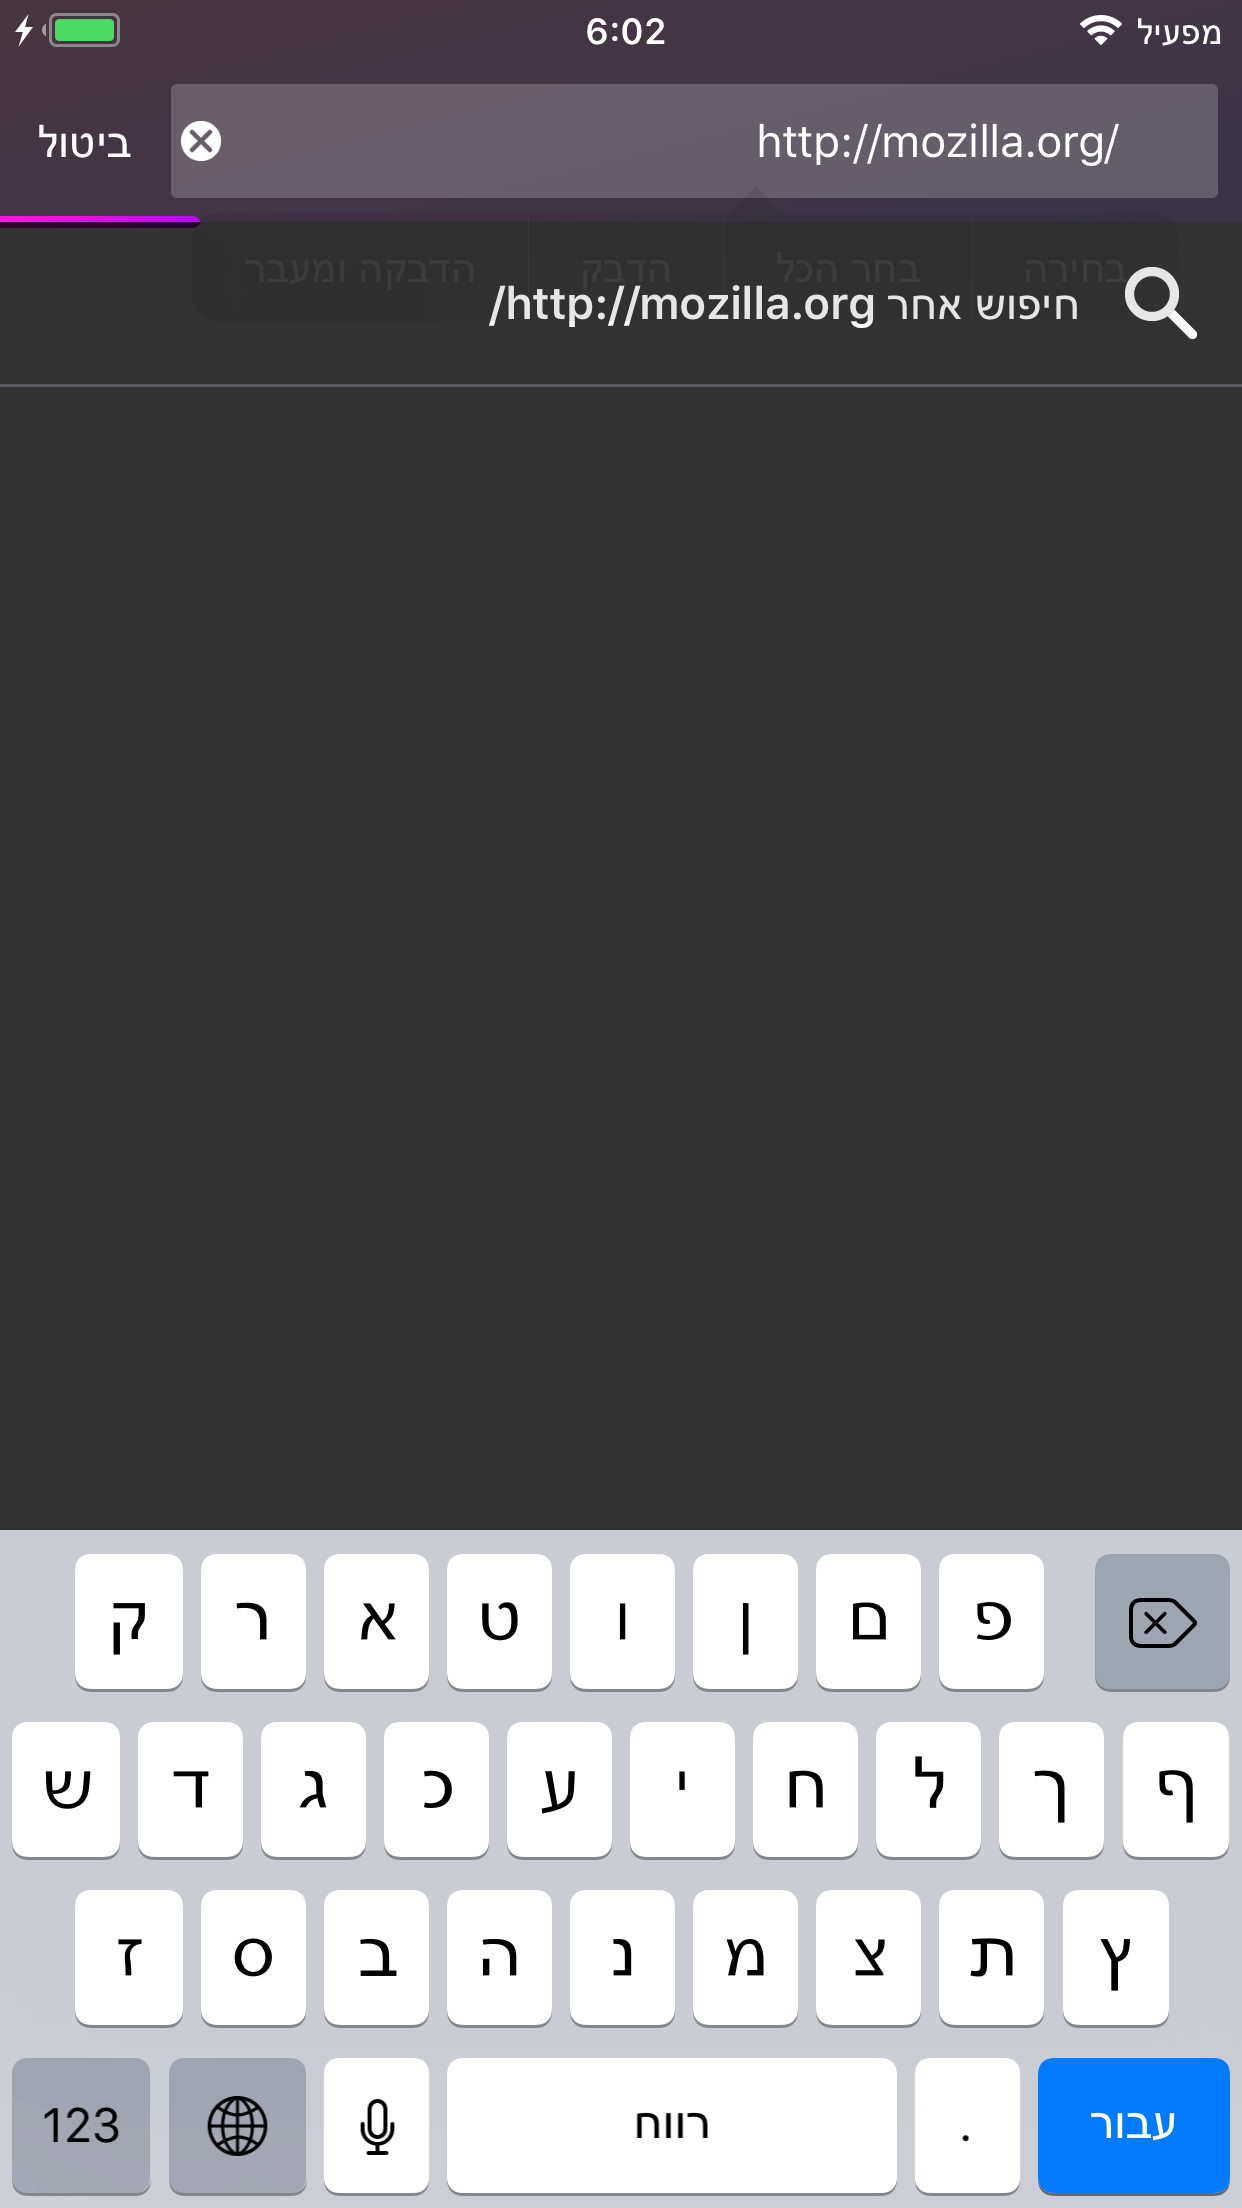 מפעיל 6:02
http://mozilla.org/ ביטול
בחירה בחר הכל הדבק הדבקה ומעבר
חיפוש אחר http://mozilla.org/
ק ר א ט ו ן ם פ
ש ד ג כ ע י ח ל ך ף
ז ס ב ה נ מ צ ת ץ
123 רווח . עבור